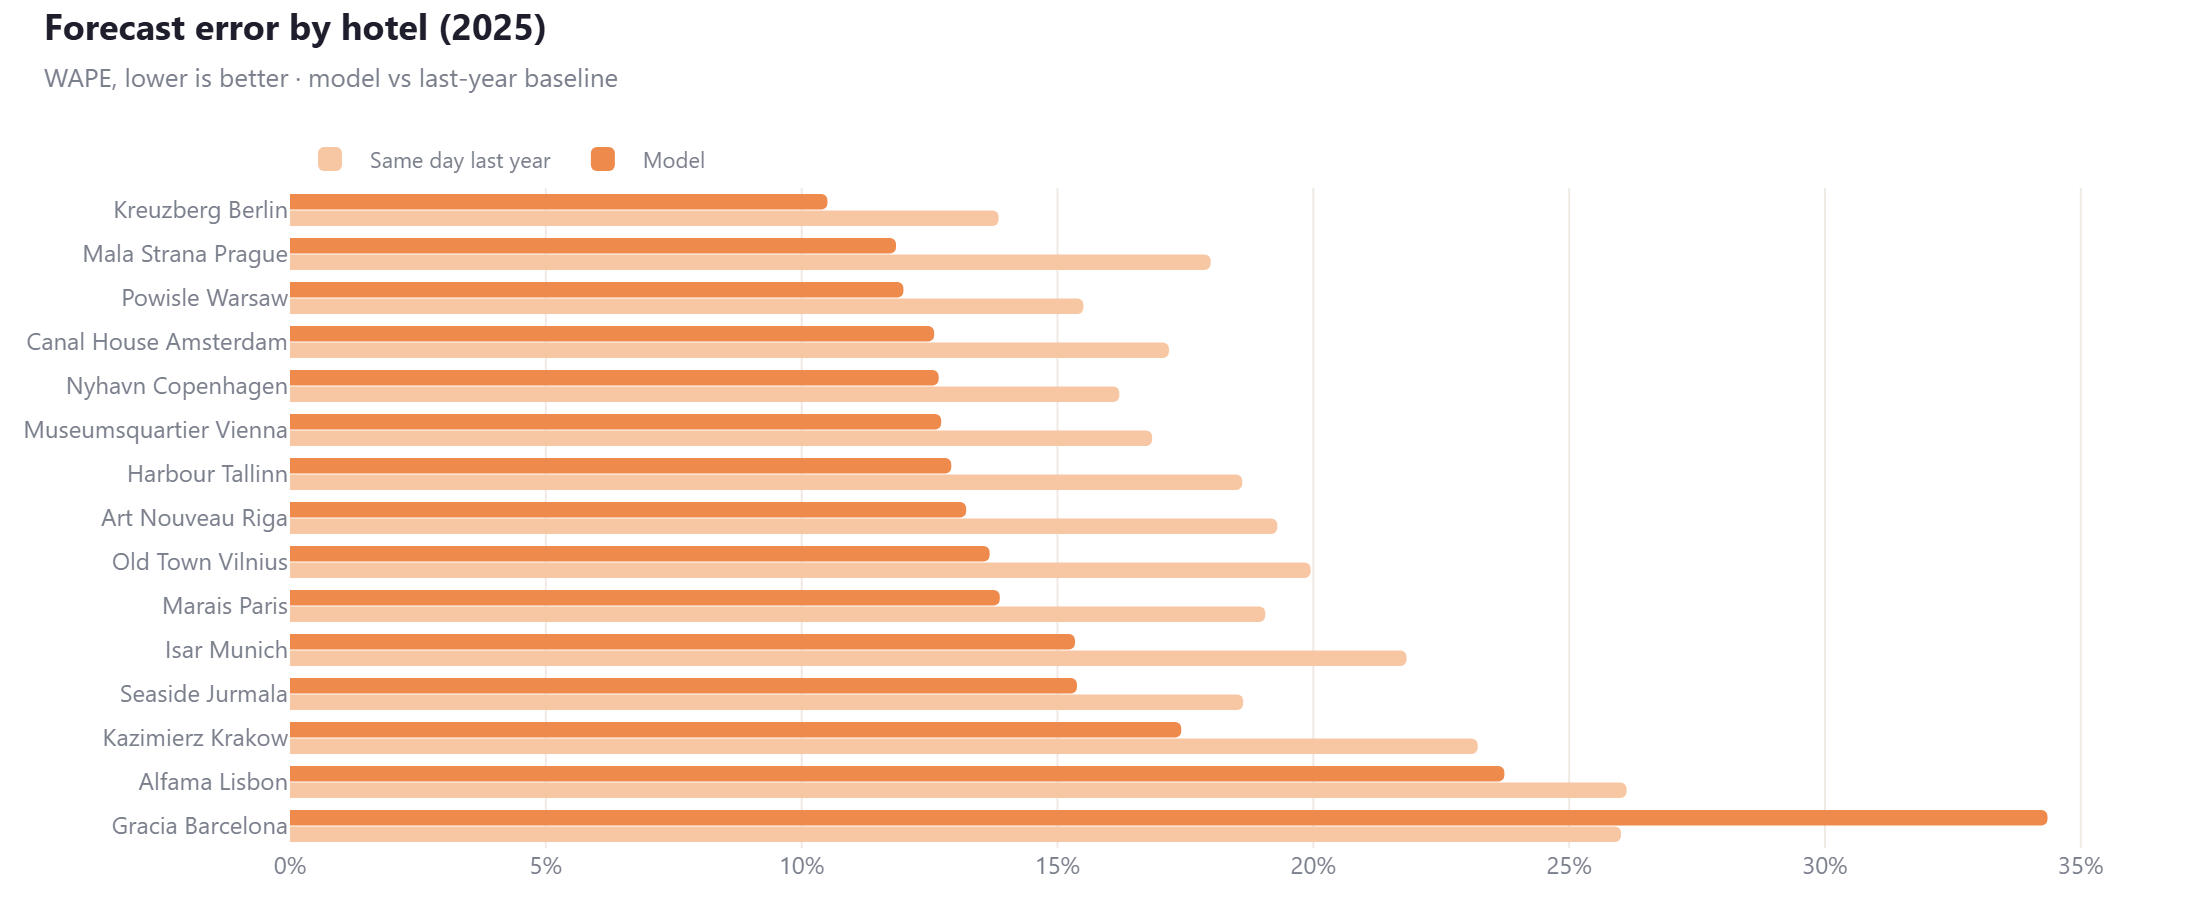 Forecast error by hotel (2025)
WAPE, lower is better · model vs last-year baseline
Same day last year Model
Kreuzberg Berlin
Mala Strana Prague
Powisle Warsaw
Canal House Amsterdam
Nyhavn Copenhagen
Museumsquartier Vienna
Harbour Tallinn
Art Nouveau Riga
Old Town Vilnius
Marais Paris
Isar Munich
Seaside Jurmala
Kazimierz Krakow
Alfama Lisbon
Gracia Barcelona
0% 5% 10% 15% 20% 25% 30% 35%